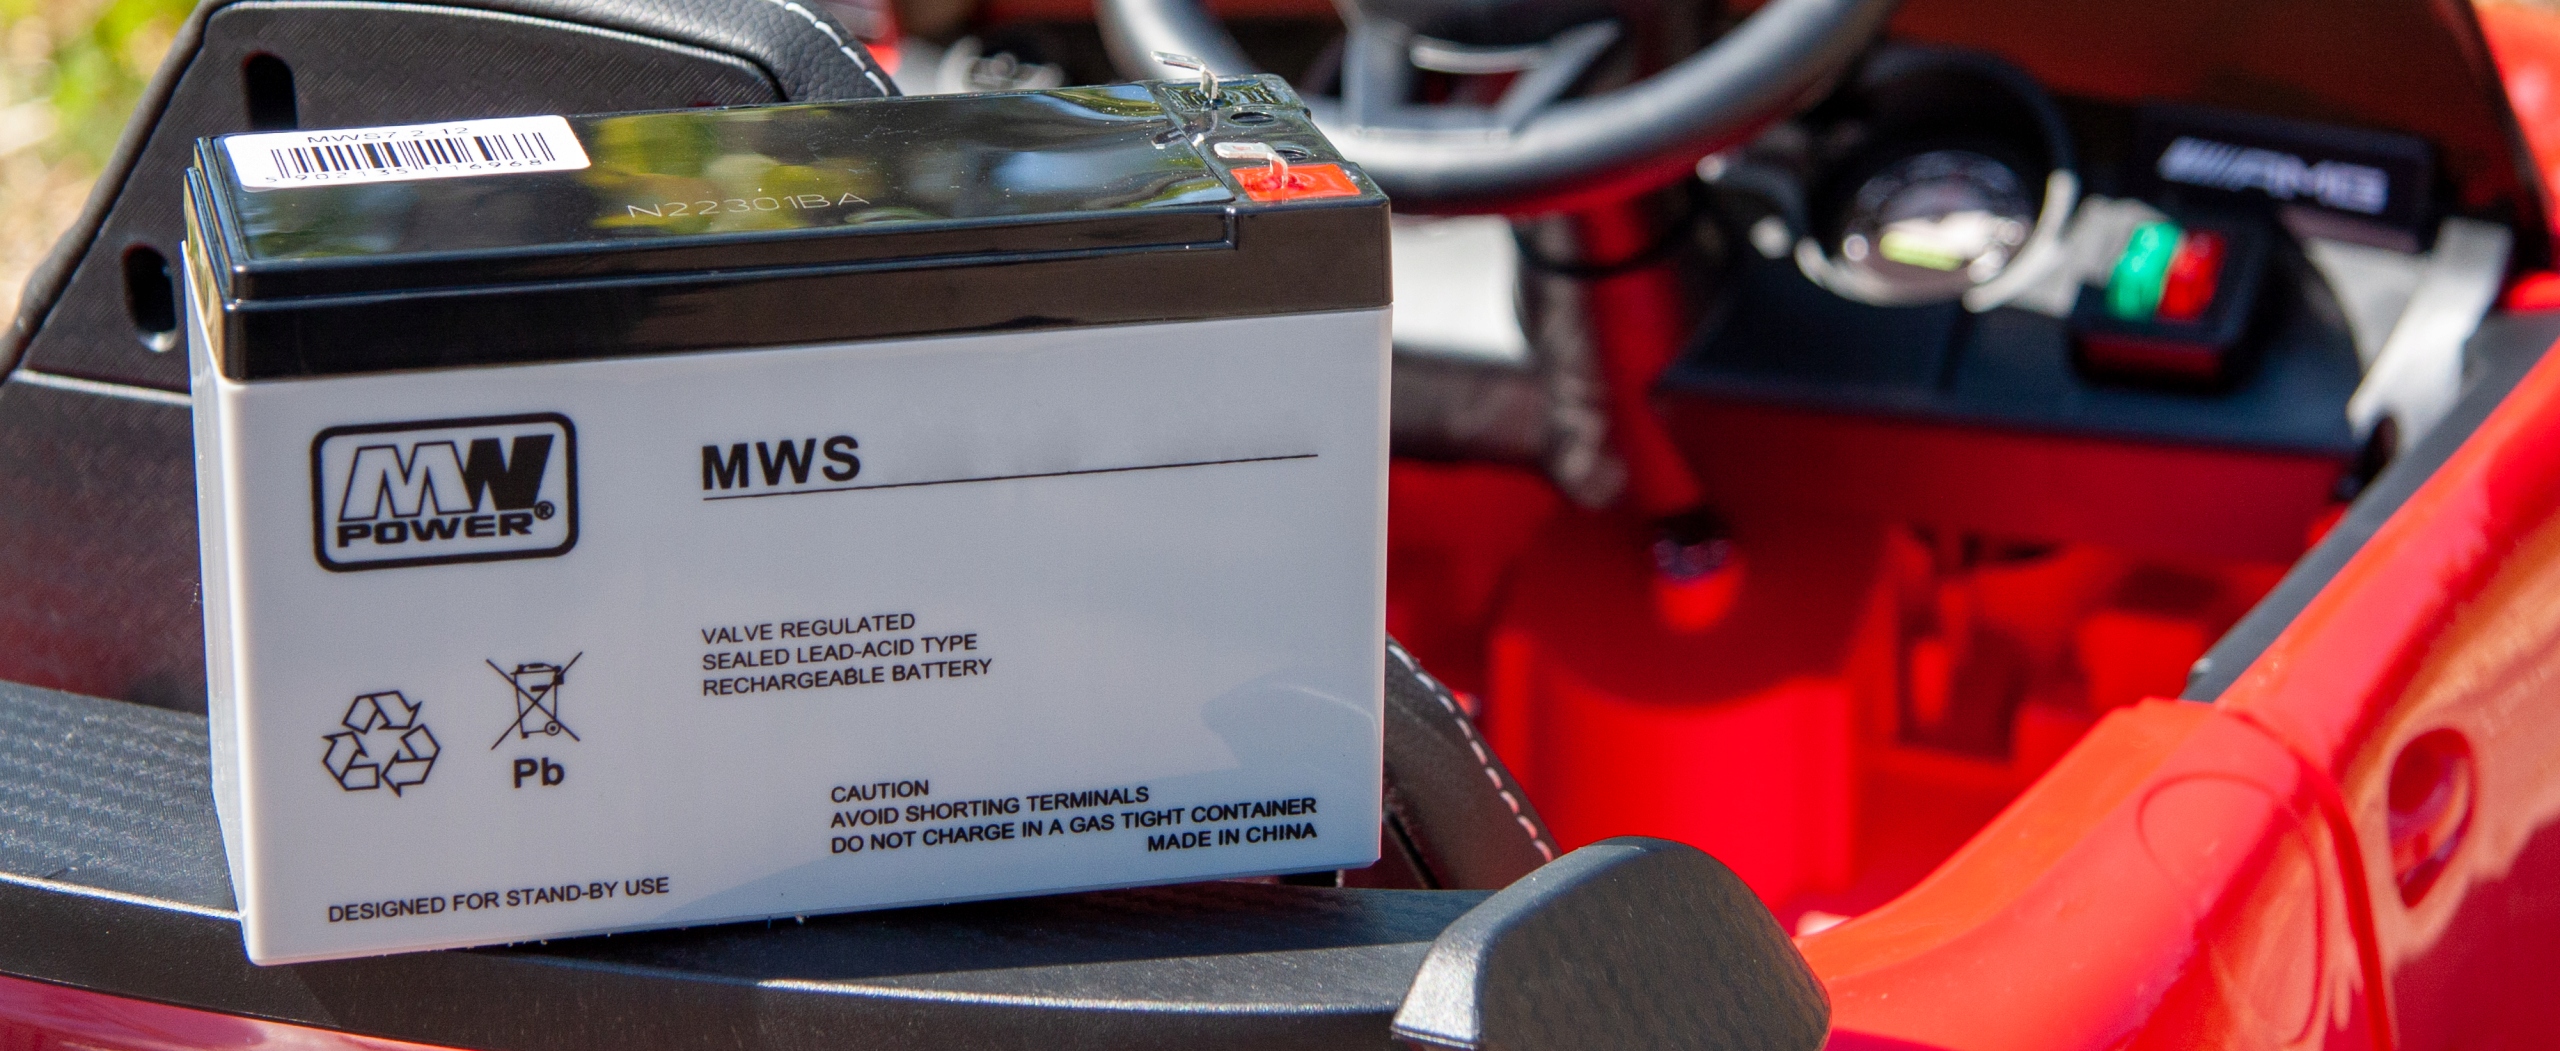 MWS7.2-12
5902135116968
N22301BA
MW
POWER®
MWS
VALVE REGULATED
SEALED LEAD-ACID TYPE
RECHARGEABLE BATTERY
Pb
CAUTION
AVOID SHORTING TERMINALS
DO NOT CHARGE IN A GAS TIGHT CONTAINER
MADE IN CHINA
DESIGNED FOR STAND-BY USE
AMG